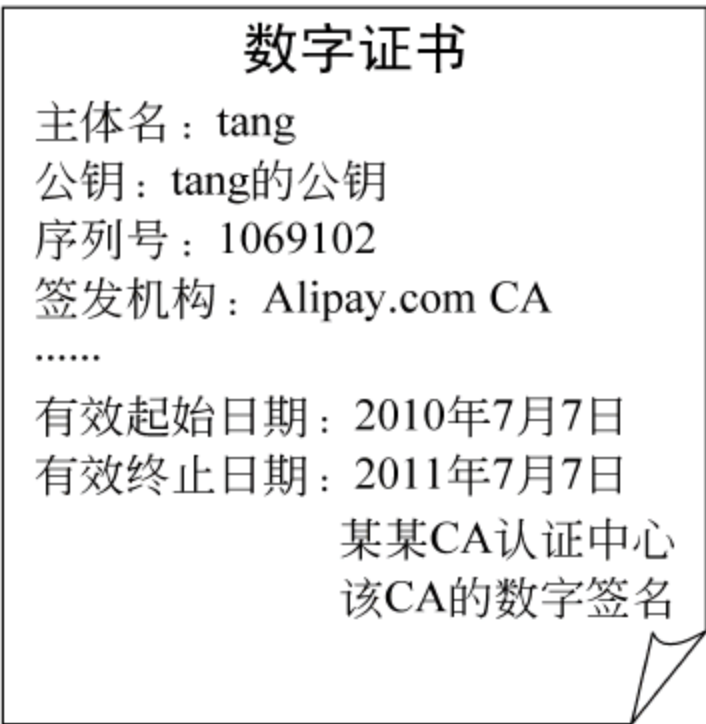 数字证书
主体名：tang
公钥：tang的公钥
序列号：1069102
签发机构：Alipay.com CA
······
有效起始日期：2010年7月7日
有效终止日期：2011年7月7日
某某CA认证中心
该CA的数字签名